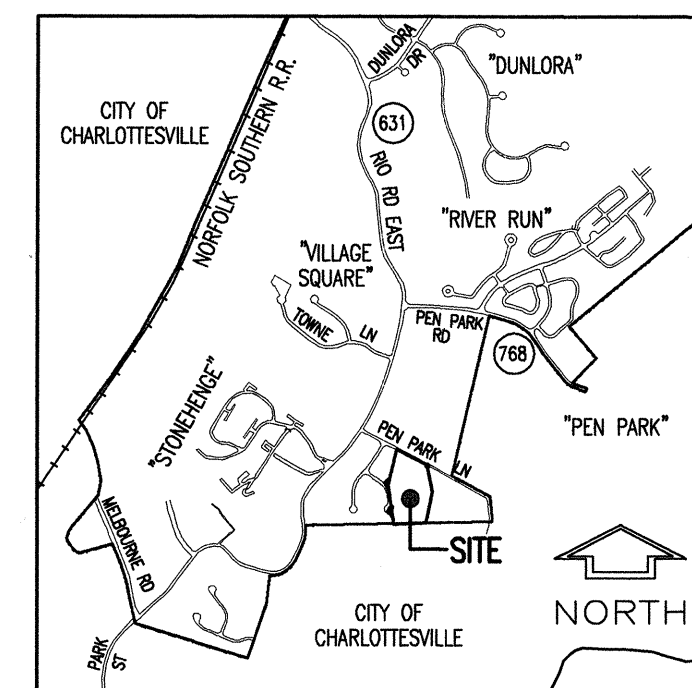 DUNLORA
DR
"DUNLORA"
CITY OF
CHARLOTTESVILLE
NORFOLK SOUTHERN R.R.
631
RIO RD EAST
"RIVER RUN"
"VILLAGE
SQUARE"
TOWNE LN
PEN PARK
RD
768
"STONEHENGE"
"PEN PARK"
PEN PARK LN
MELBOURNE RD
SITE
NORTH
CITY OF
CHARLOTTESVILLE
PARK
ST